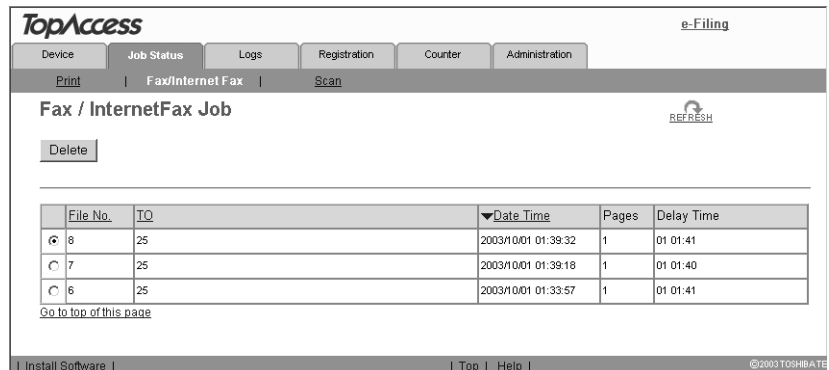 TopAccess e-Filing
Device Job Status Logs Registration Counter Administration
Print | Fax/Internet Fax | Scan
Fax / InternetFax Job
REFRESH
Delete
File No. TO Date Time Pages Delay Time
8 25 2003/10/01 01:39:32 1 01 01:41
7 25 2003/10/01 01:39:18 1 01 01:40
6 25 2003/10/01 01:33:57 1 01 01:41
Go to top of this page
| Install Software | | Top | Help | ©2003 TOSHIBA TE